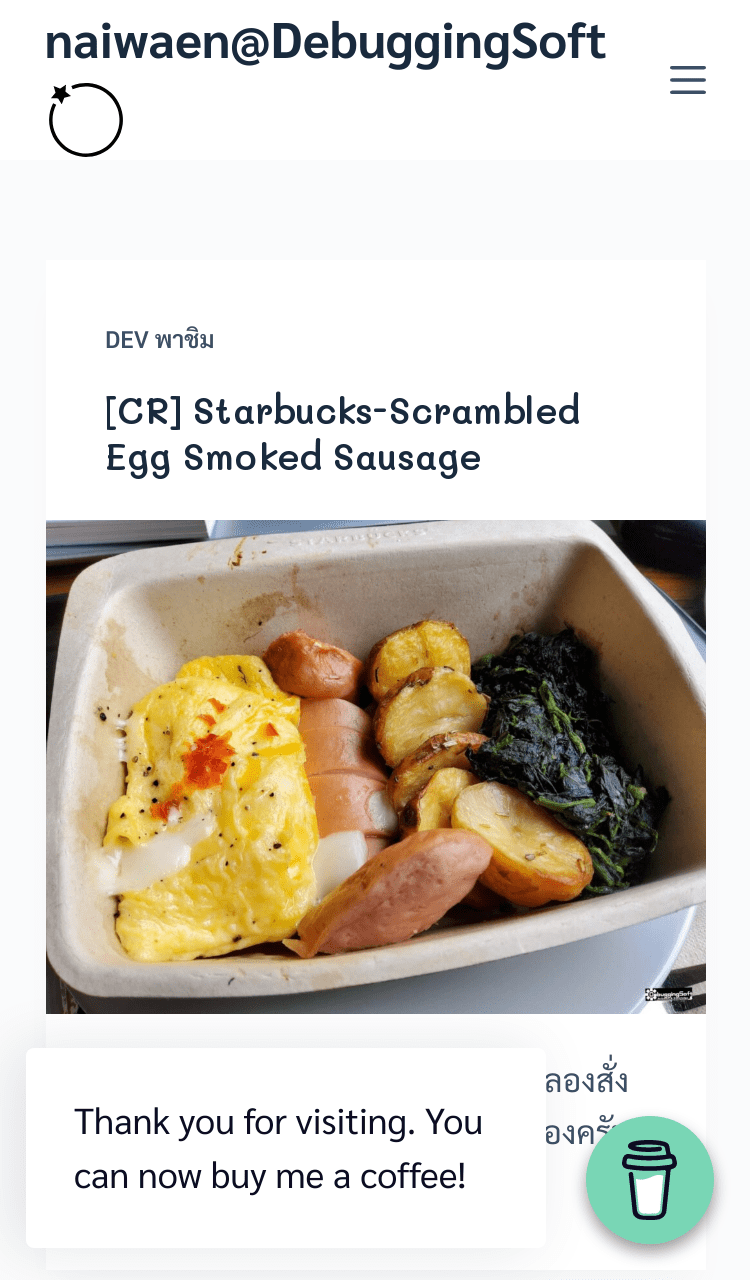 naiwaen@DebuggingSoft
DEV พาชิม
[CR] Starbucks-Scrambled
Egg Smoked Sausage
ลองสั่ง
Thank you for visiting. You
can now buy me a coffee!